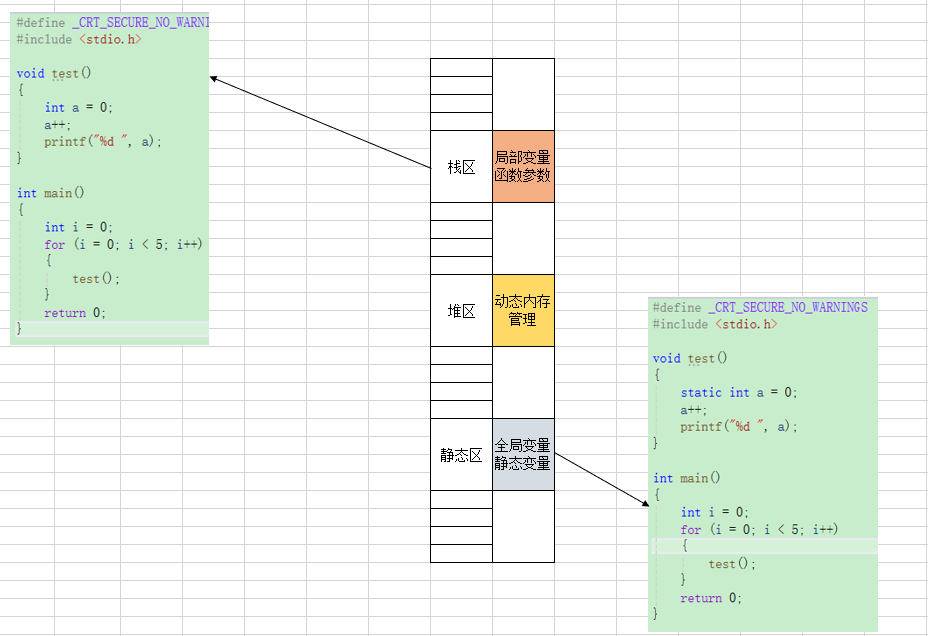 #define _CRT_SECURE_NO_WARNI
#include <stdio.h>
void test()
{
int a = 0;
a++;
printf("%d ", a);
}
int main()
{
int i = 0;
for (i = 0; i < 5; i++)
{
test();
}
return 0;
}
栈区
局部变量
函数参数
堆区
动态内存
管理
静态区
全局变量
静态变量
#define _CRT_SECURE_NO_WARNINGS
#include <stdio.h>
void test()
{
static int a = 0;
a++;
printf("%d ", a);
}
int main()
{
int i = 0;
for (i = 0; i < 5; i++)
{
test();
}
return 0;
}